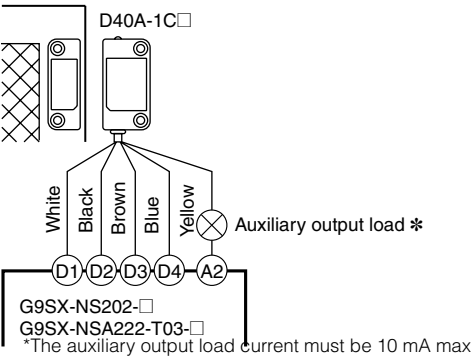 D40A-1C□
White
Black
Brown
Blue
Yellow
Auxiliary output load *
D1 D2 D3 D4 A2
G9SX-NS202-□
G9SX-NSA222-T03-□
*The auxiliary output load current must be 10 mA max